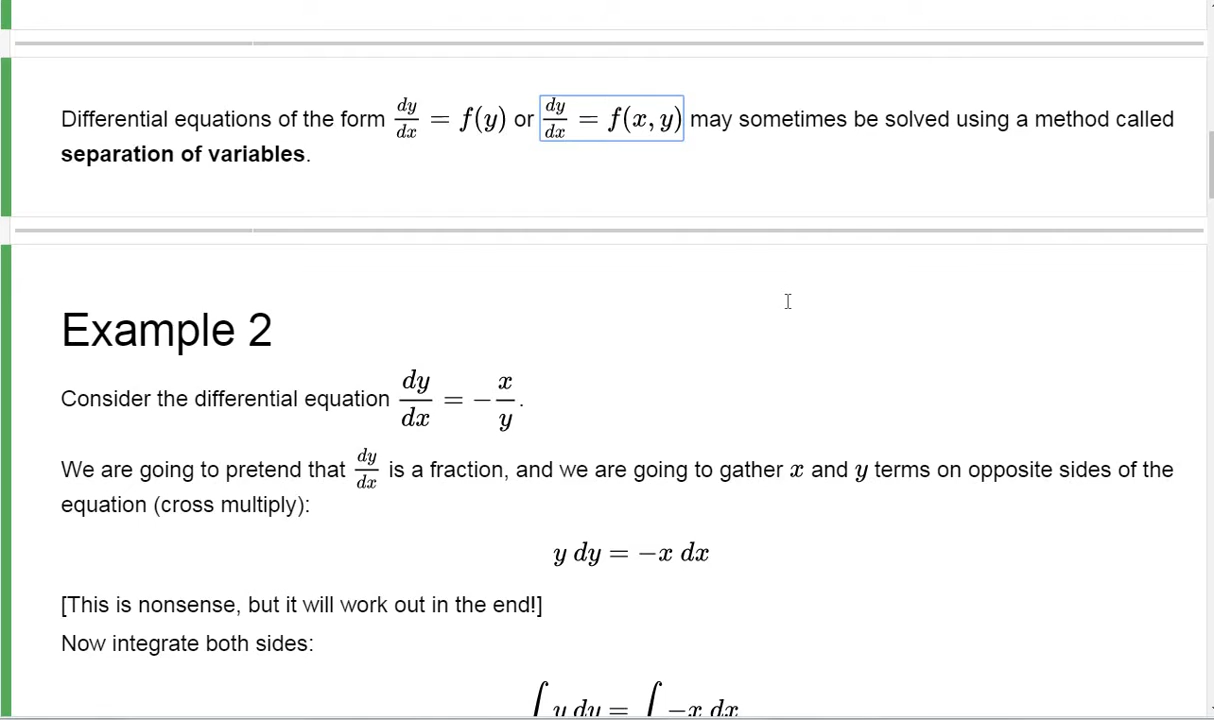 Differential equations of the form dy/dx = f(y) or dy/dx = f(x, y) may sometimes be solved using a method called
separation of variables.
Example 2
Consider the differential equation dy/dx = −x/y.
We are going to pretend that dy/dx is a fraction, and we are going to gather x and y terms on opposite sides of the
equation (cross multiply):
y dy = −x dx
[This is nonsense, but it will work out in the end!]
Now integrate both sides:
∫ y dy = ∫ −x dx